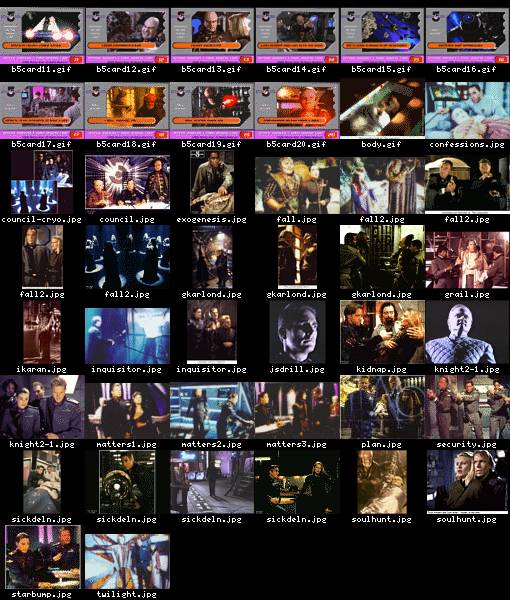 b5card11.gif b5card12.gif b5card13.gif b5card14.gif b5card15.gif b5card16.gif
b5card17.gif b5card18.gif b5card19.gif b5card20.gif body.gif confessions.jpg
council-cryo.jpg council.jpg exogenesis.jpg fall.jpg fall2.jpg fall2.jpg
fall2.jpg fall2.jpg gkarlond.jpg gkarlond.jpg gkarlond.jpg grail.jpg
ikaran.jpg inquisitor.jpg inquisitor.jpg jsdrill.jpg kidnap.jpg knight2-1.jpg
knight2-1.jpg matters1.jpg matters2.jpg matters3.jpg plan.jpg security.jpg
sickdeln.jpg sickdeln.jpg sickdeln.jpg sickdeln.jpg soulhunt.jpg soulhunt.jpg
starbump.jpg twilight.jpg